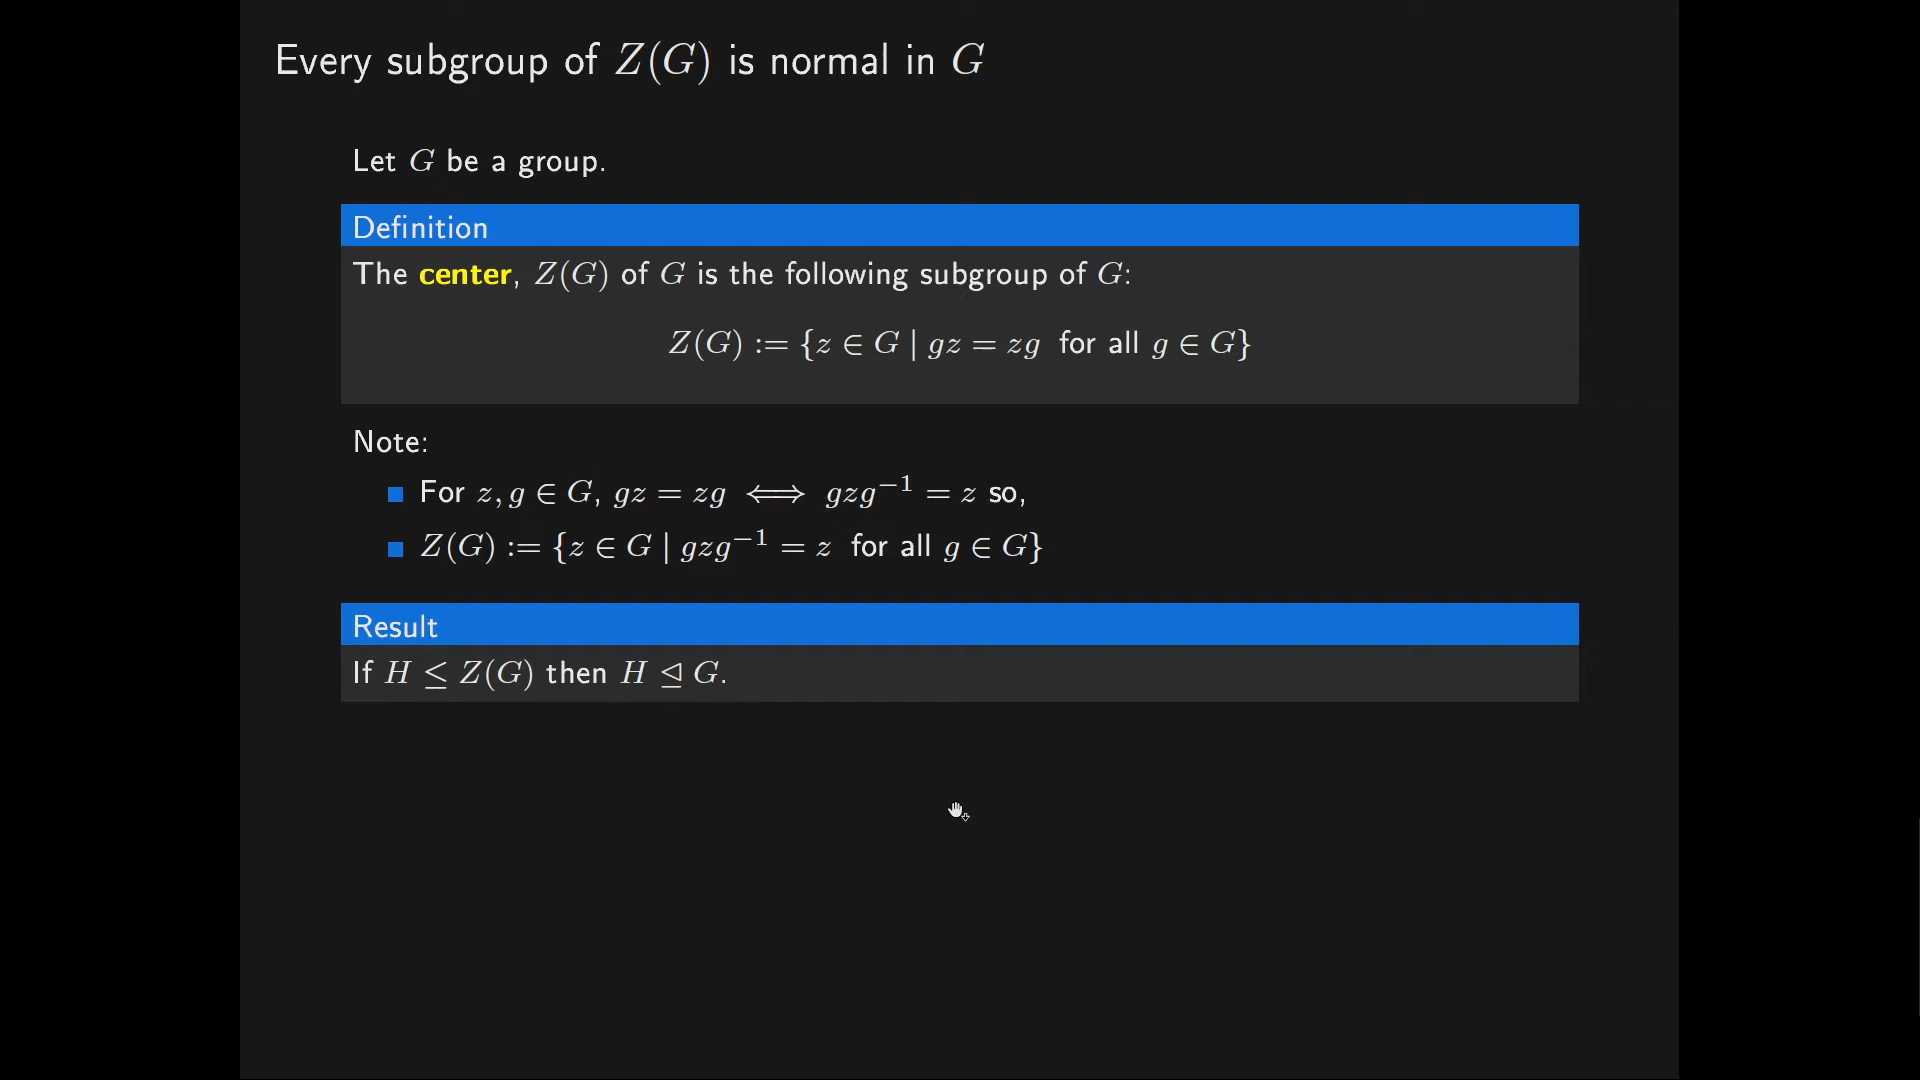 Every subgroup of Z(G) is normal in G
Let G be a group.
Definition
The center, Z(G) of G is the following subgroup of G:
Z(G) := {z ∈ G | gz = zg for all g ∈ G}
Note:
For z, g ∈ G, gz = zg ⟺ gzg⁻¹ = z so,
Z(G) := {z ∈ G | gzg⁻¹ = z for all g ∈ G}
Result
If H ≤ Z(G) then H ⊴ G.